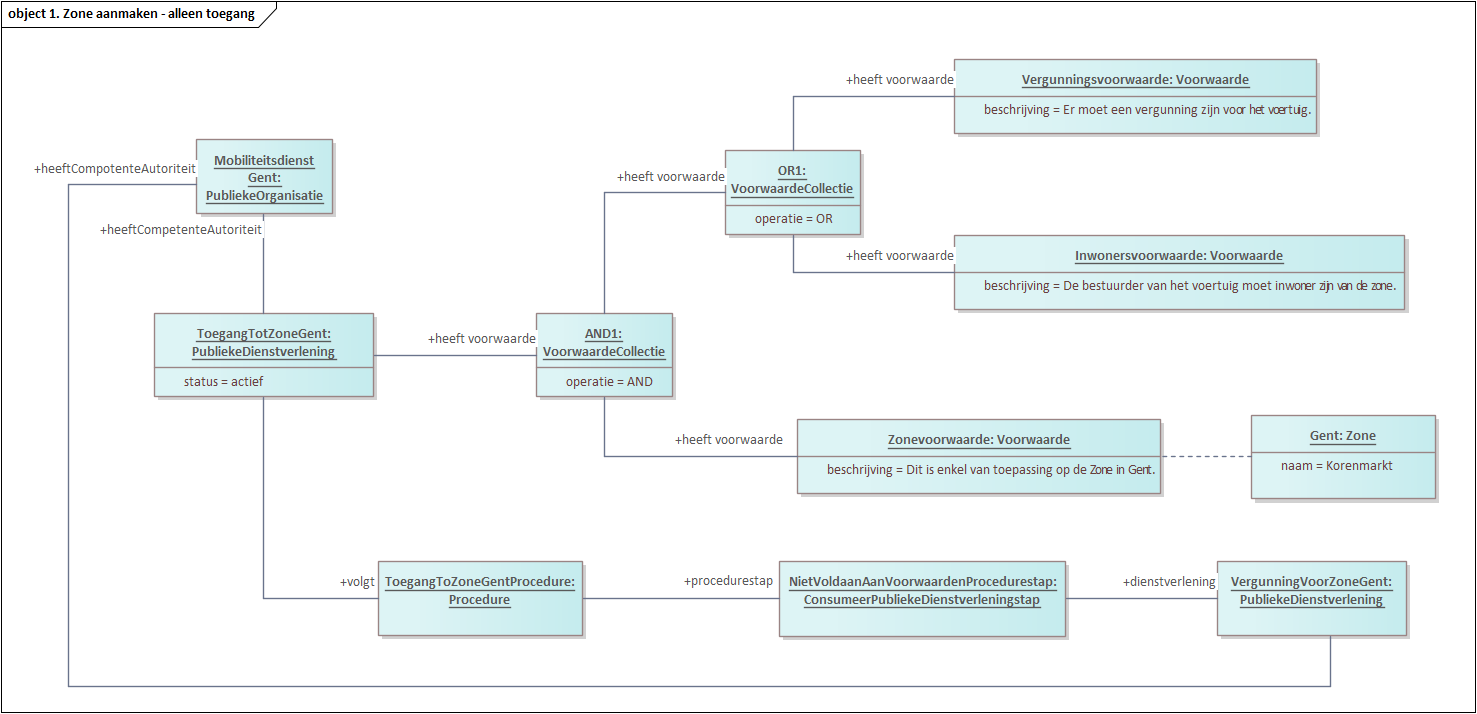 object 1. Zone aanmaken - alleen toegang
+heeft voorwaarde
Vergunningsvoorwaarde: Voorwaarde
beschrijving = Er moet een vergunning zijn voor het voertuig.
+heeftCompotenteAutoriteit
Mobiliteitsdienst
Gent:
PubliekeOrganisatie
+heeftCompetenteAutoriteit
+heeft voorwaarde
OR1:
VoorwaardeCollectie
operatie = OR
+heeft voorwaarde
Inwonersvoorwaarde: Voorwaarde
beschrijving = De bestuurder van het voertuig moet inwoner zijn van de zone.
ToegangTotZoneGent:
PubliekeDienstverlening
status = actief
+heeft voorwaarde
AND1:
VoorwaardeCollectie
operatie = AND
+heeft voorwaarde
Zonevoorwaarde: Voorwaarde
beschrijving = Dit is enkel van toepassing op de Zone in Gent.
Gent: Zone
naam = Korenmarkt
+volgt
ToegangToZoneGentProcedure:
Procedure
+procedurestap
NietVoldaanAanVoorwaardenProcedurestap:
ConsumeerPubliekeDienstverleningstap
+dienstverlening
VergunningVoorZoneGent:
PubliekeDienstverlening